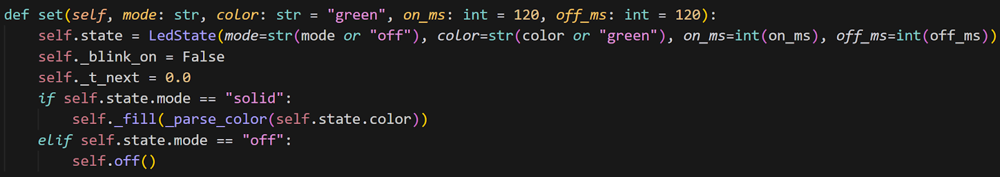 def set(self, mode: str, color: str = "green", on_ms: int = 120, off_ms: int = 120):
    self.state = LedState(mode=str(mode or "off"), color=str(color or "green"), on_ms=int(on_ms), off_ms=int(off_ms))
    self._blink_on = False
    self._t_next = 0.0
    if self.state.mode == "solid":
        self._fill(_parse_color(self.state.color))
    elif self.state.mode == "off":
        self.off()